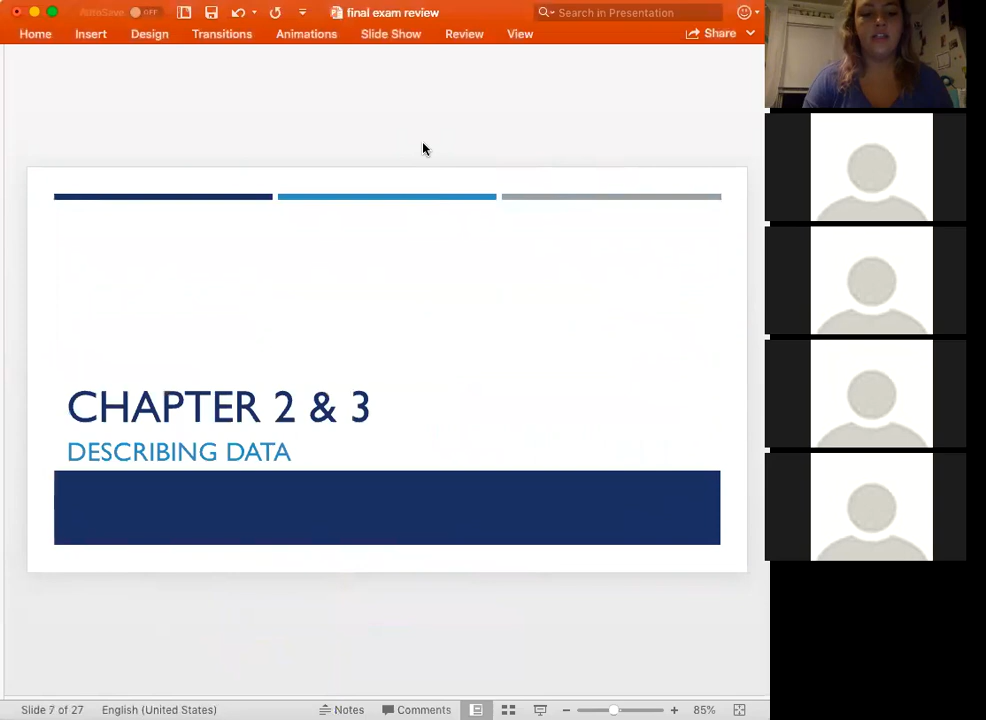 AutoSave OFF
final exam review
Search in Presentation
Home Insert Design Transitions Animations Slide Show Review View Share
CHAPTER 2 & 3
DESCRIBING DATA
Slide 7 of 27 English (United States) Notes Comments 85%